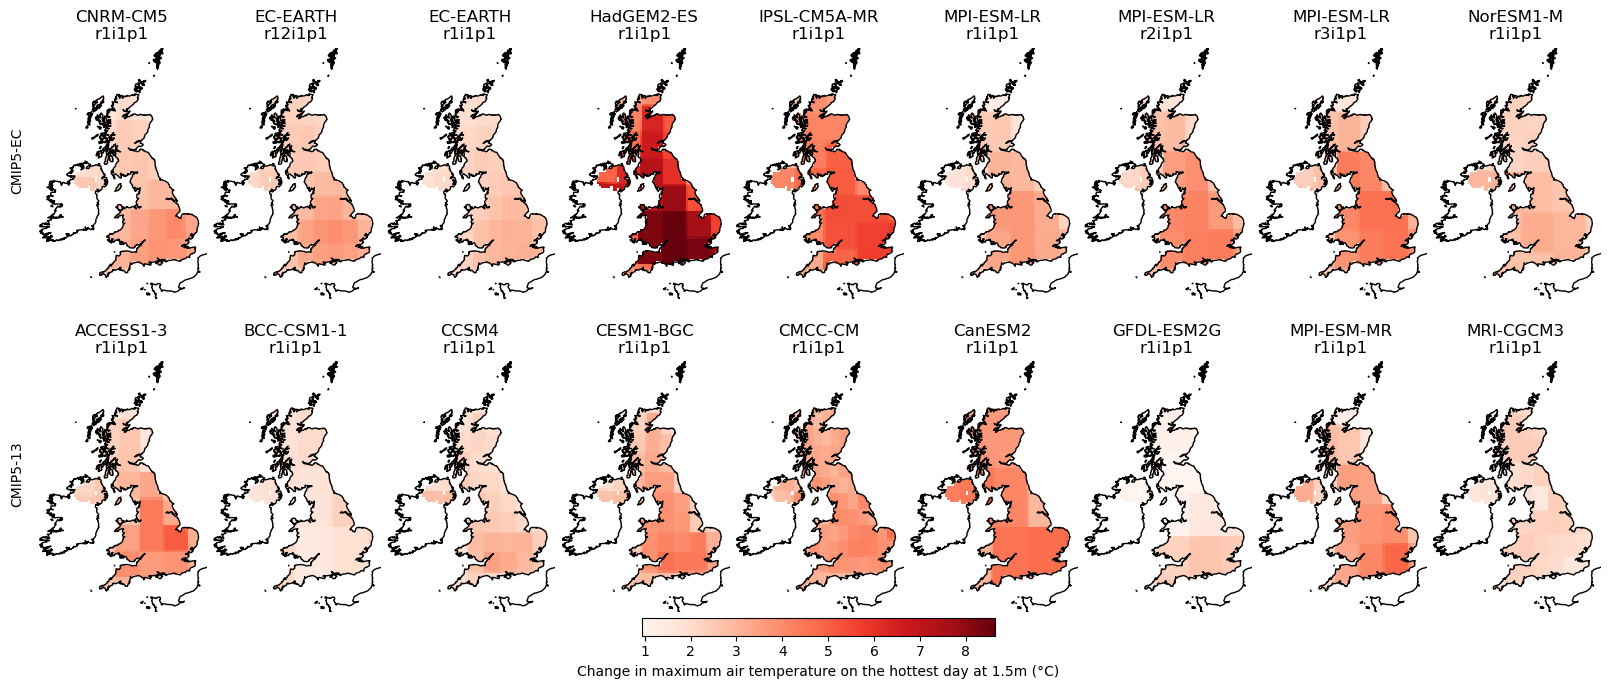 CNRM-CM5
r1i1p1
EC-EARTH
r12i1p1
EC-EARTH
r1i1p1
HadGEM2-ES
r1i1p1
IPSL-CM5A-MR
r1i1p1
MPI-ESM-LR
r1i1p1
MPI-ESM-LR
r2i1p1
MPI-ESM-LR
r3i1p1
NorESM1-M
r1i1p1
CMIP5-EC
ACCESS1-3
r1i1p1
BCC-CSM1-1
r1i1p1
CCSM4
r1i1p1
CESM1-BGC
r1i1p1
CMCC-CM
r1i1p1
CanESM2
r1i1p1
GFDL-ESM2G
r1i1p1
MPI-ESM-MR
r1i1p1
MRI-CGCM3
r1i1p1
CMIP5-13
1 2 3 4 5 6 7 8
Change in maximum air temperature on the hottest day at 1.5m (°C)